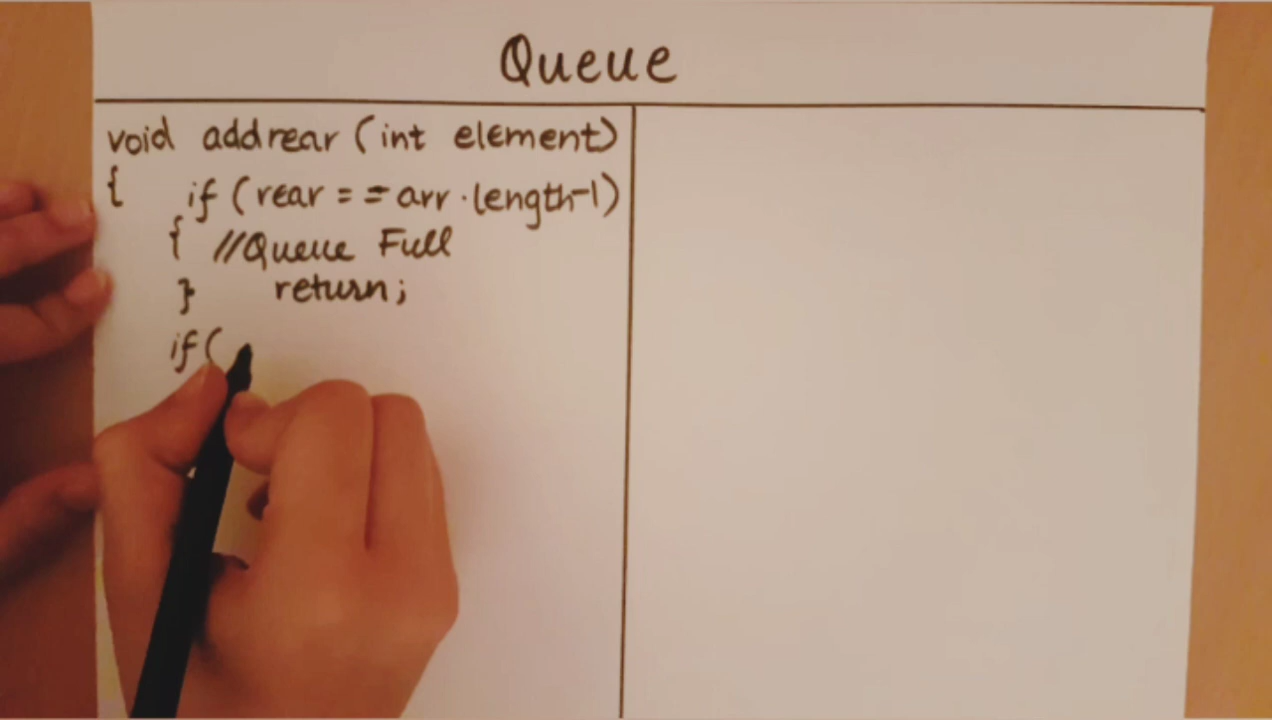 Queue
void addrear (int element)
{ if (rear == arr.length-1)
{ //Queue Full
} return;
if (